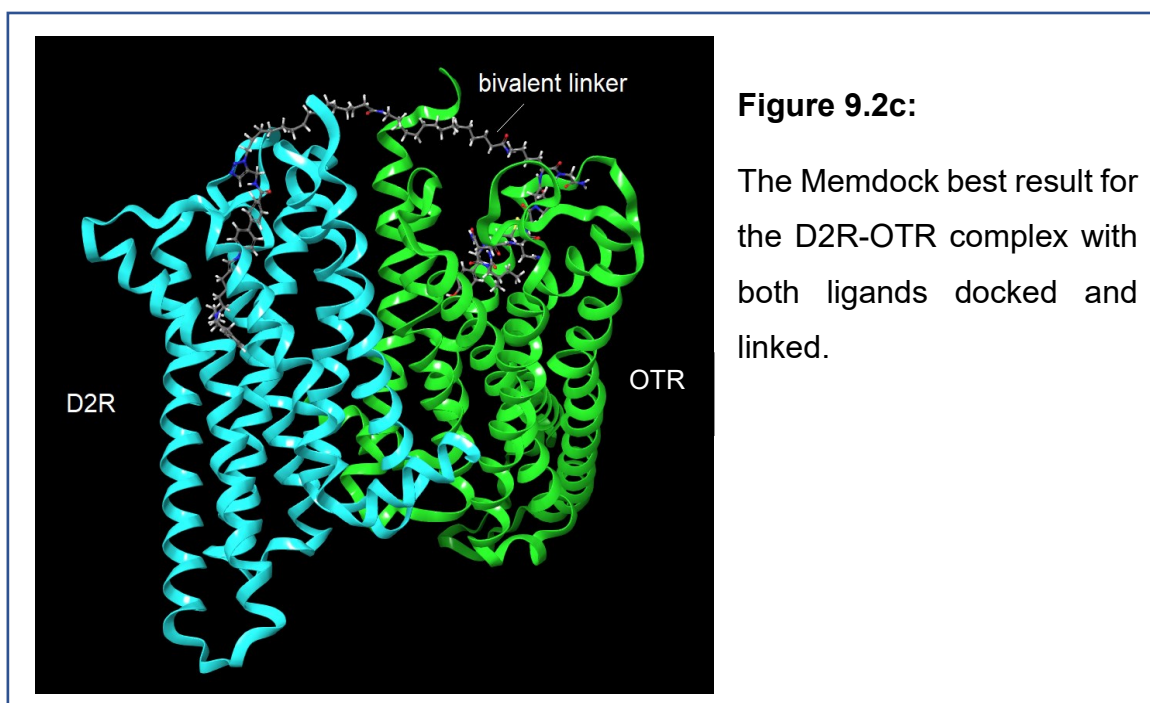 bivalent linker
D2R
OTR
Figure 9.2c:
The Memdock best result for
the D2R-OTR complex with
both ligands docked and
linked.